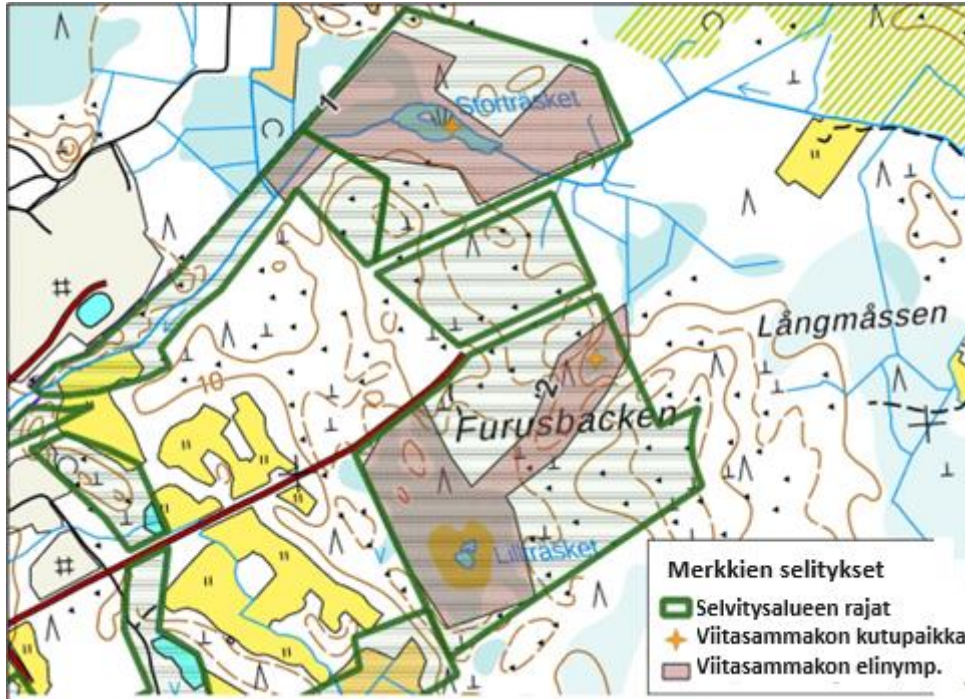 1
Storträsket
Långmåssen
10
2
Furusbacken
Lillträsket
Merkkien selitykset
Selvitysalueen rajat
Viitasammakon kutupaikka
Viitasammakon elinymp.